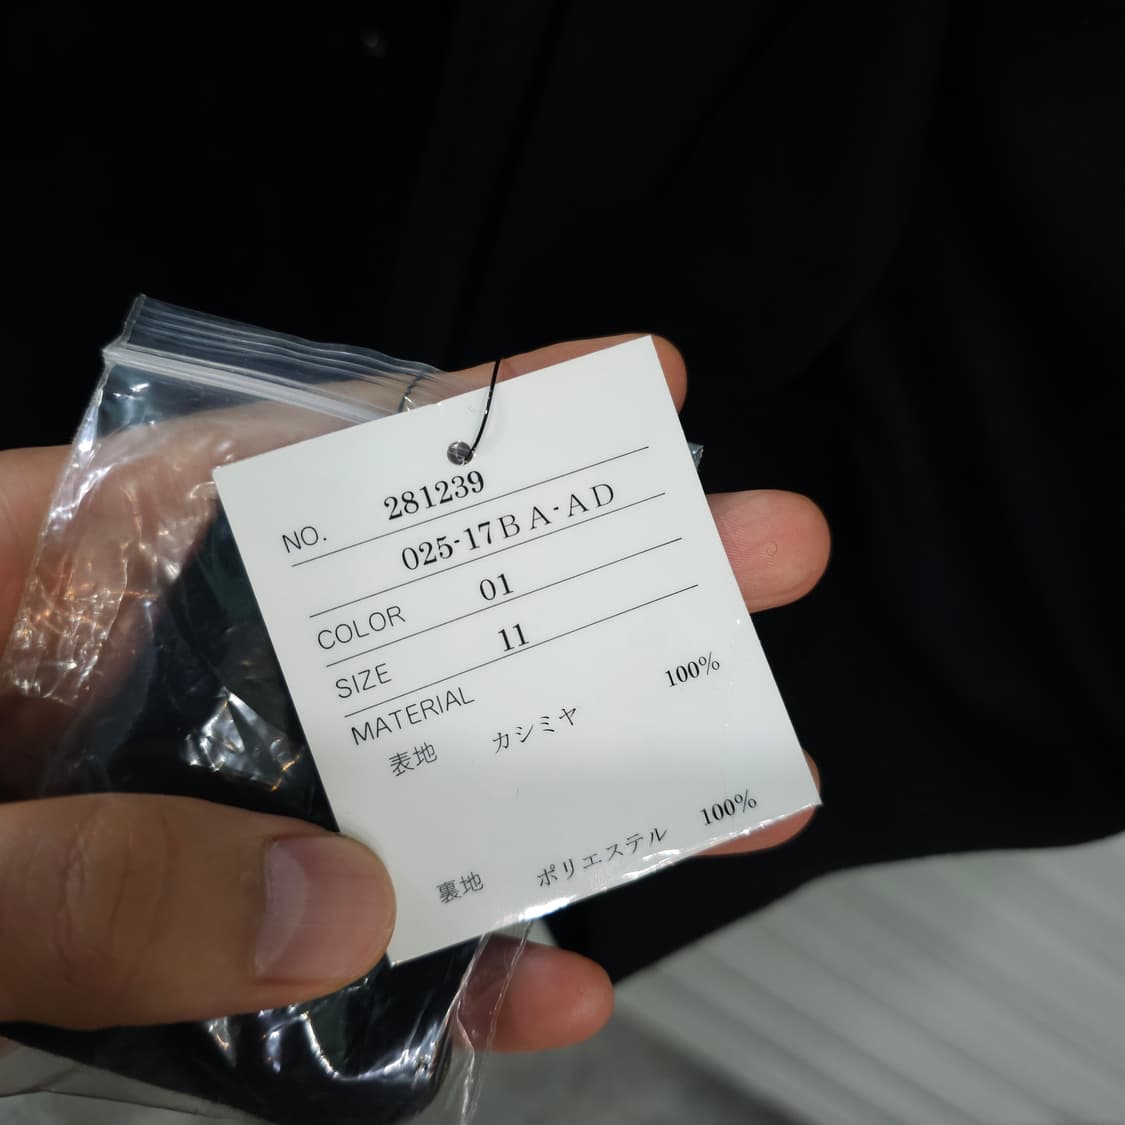 NO. 281239
025-17BA-AD
COLOR 01
SIZE 11
MATERIAL
表地 カシミヤ 100%
裏地 ポリエステル 100%